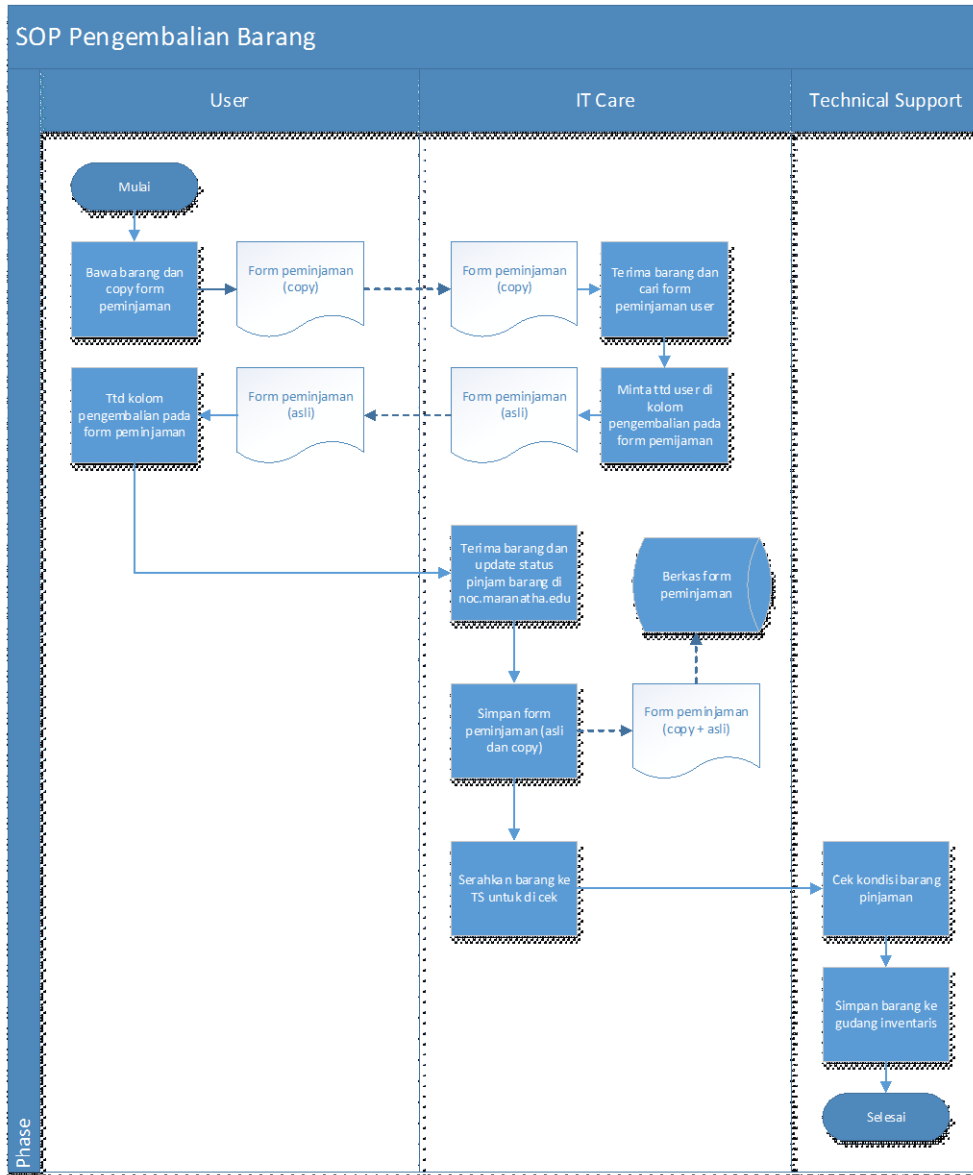 SOP Pengembalian Barang
User
IT Care
Technical Support
Mulai
Bawa barang dan
copy form
peminjaman
Form peminjaman
(copy)
Form peminjaman
(copy)
Terima barang dan
cari form
peminjaman user
Ttd kolom
pengembalian pada
form peminjaman
Form peminjaman
(asli)
Form peminjaman
(asli)
Minta ttd user di
kolom
pengembalian pada
form pemijaman
Terima barang dan
update status
pinjam barang di
noc.maranatha.edu
Berkas form
peminjaman
Simpan form
peminjaman (asli
dan copy)
Form peminjaman
(copy + asli)
Serahkan barang ke
TS untuk di cek
Cek kondisi barang
pinjaman
Simpan barang ke
gudang inventaris
Selesai
Phase